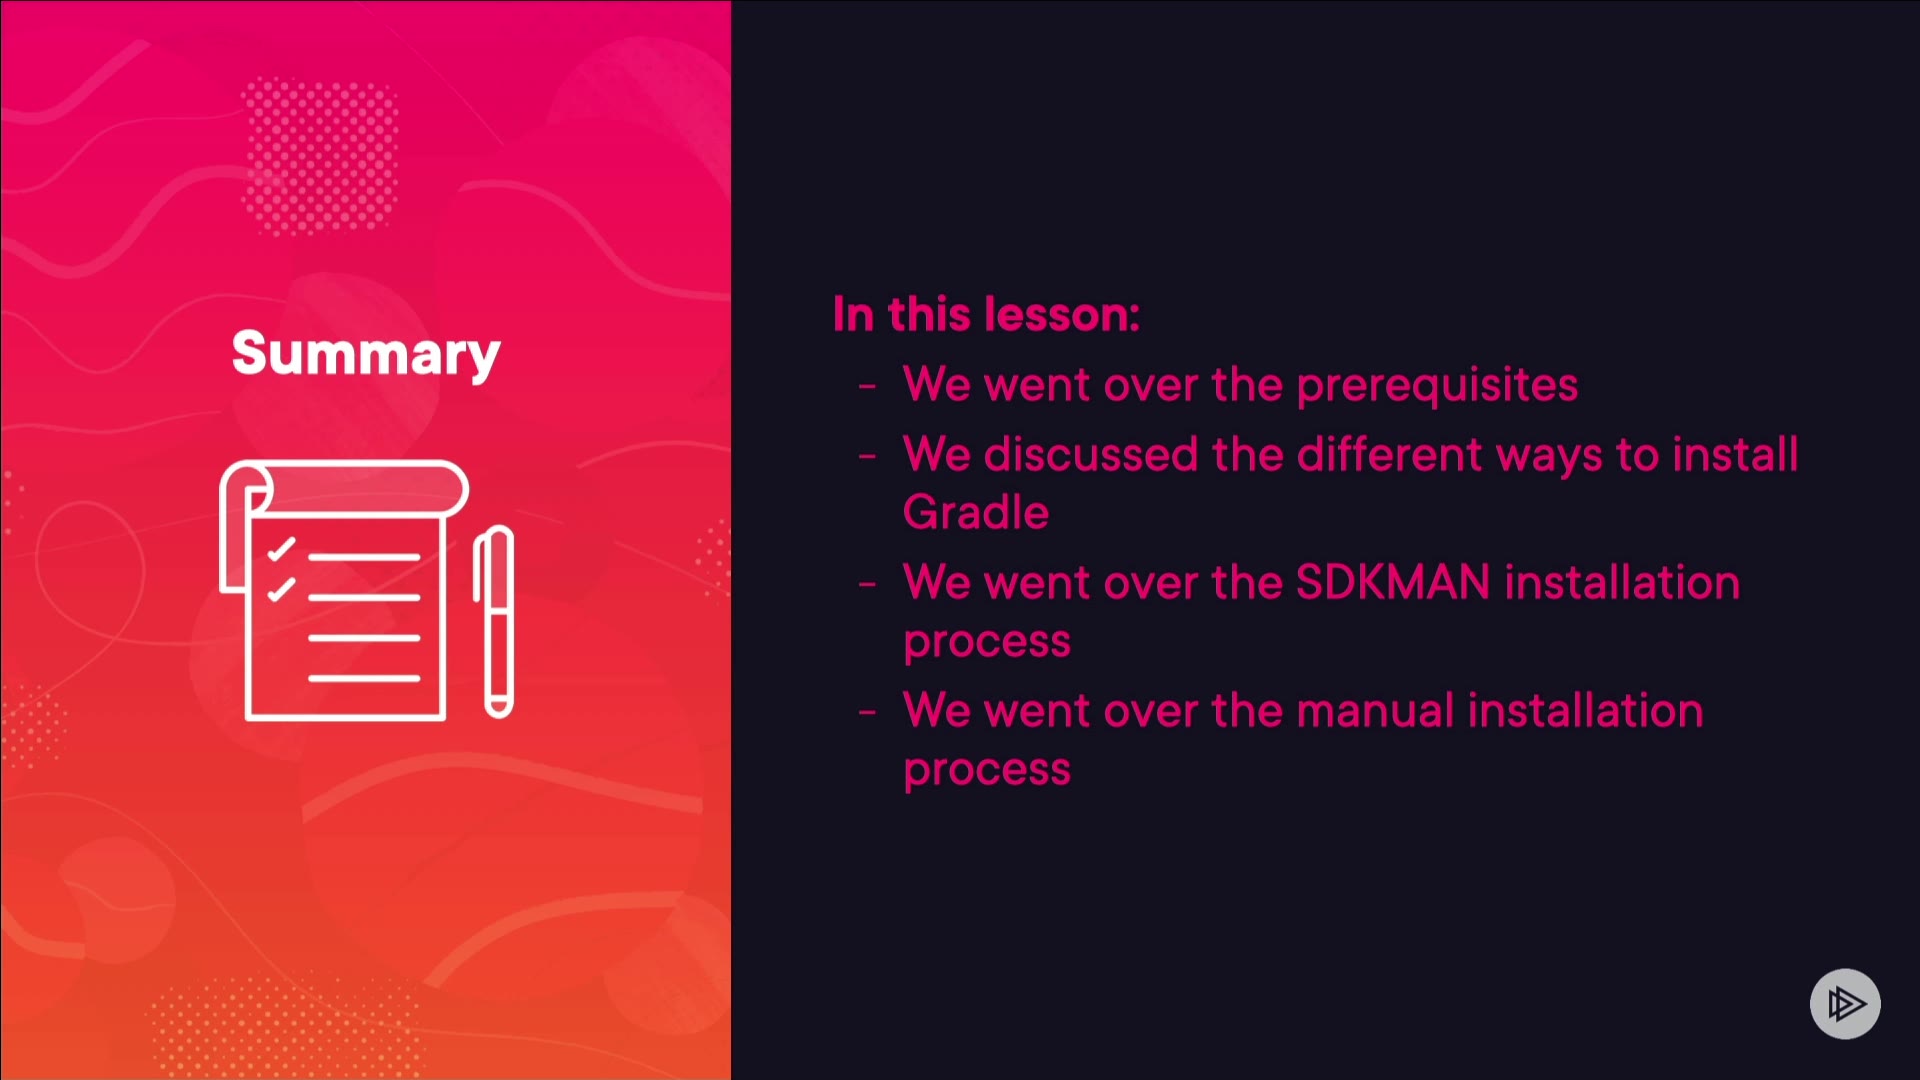 Summary
In this lesson:
- We went over the prerequisites
- We discussed the different ways to install
Gradle
- We went over the SDKMAN installation
process
- We went over the manual installation
process